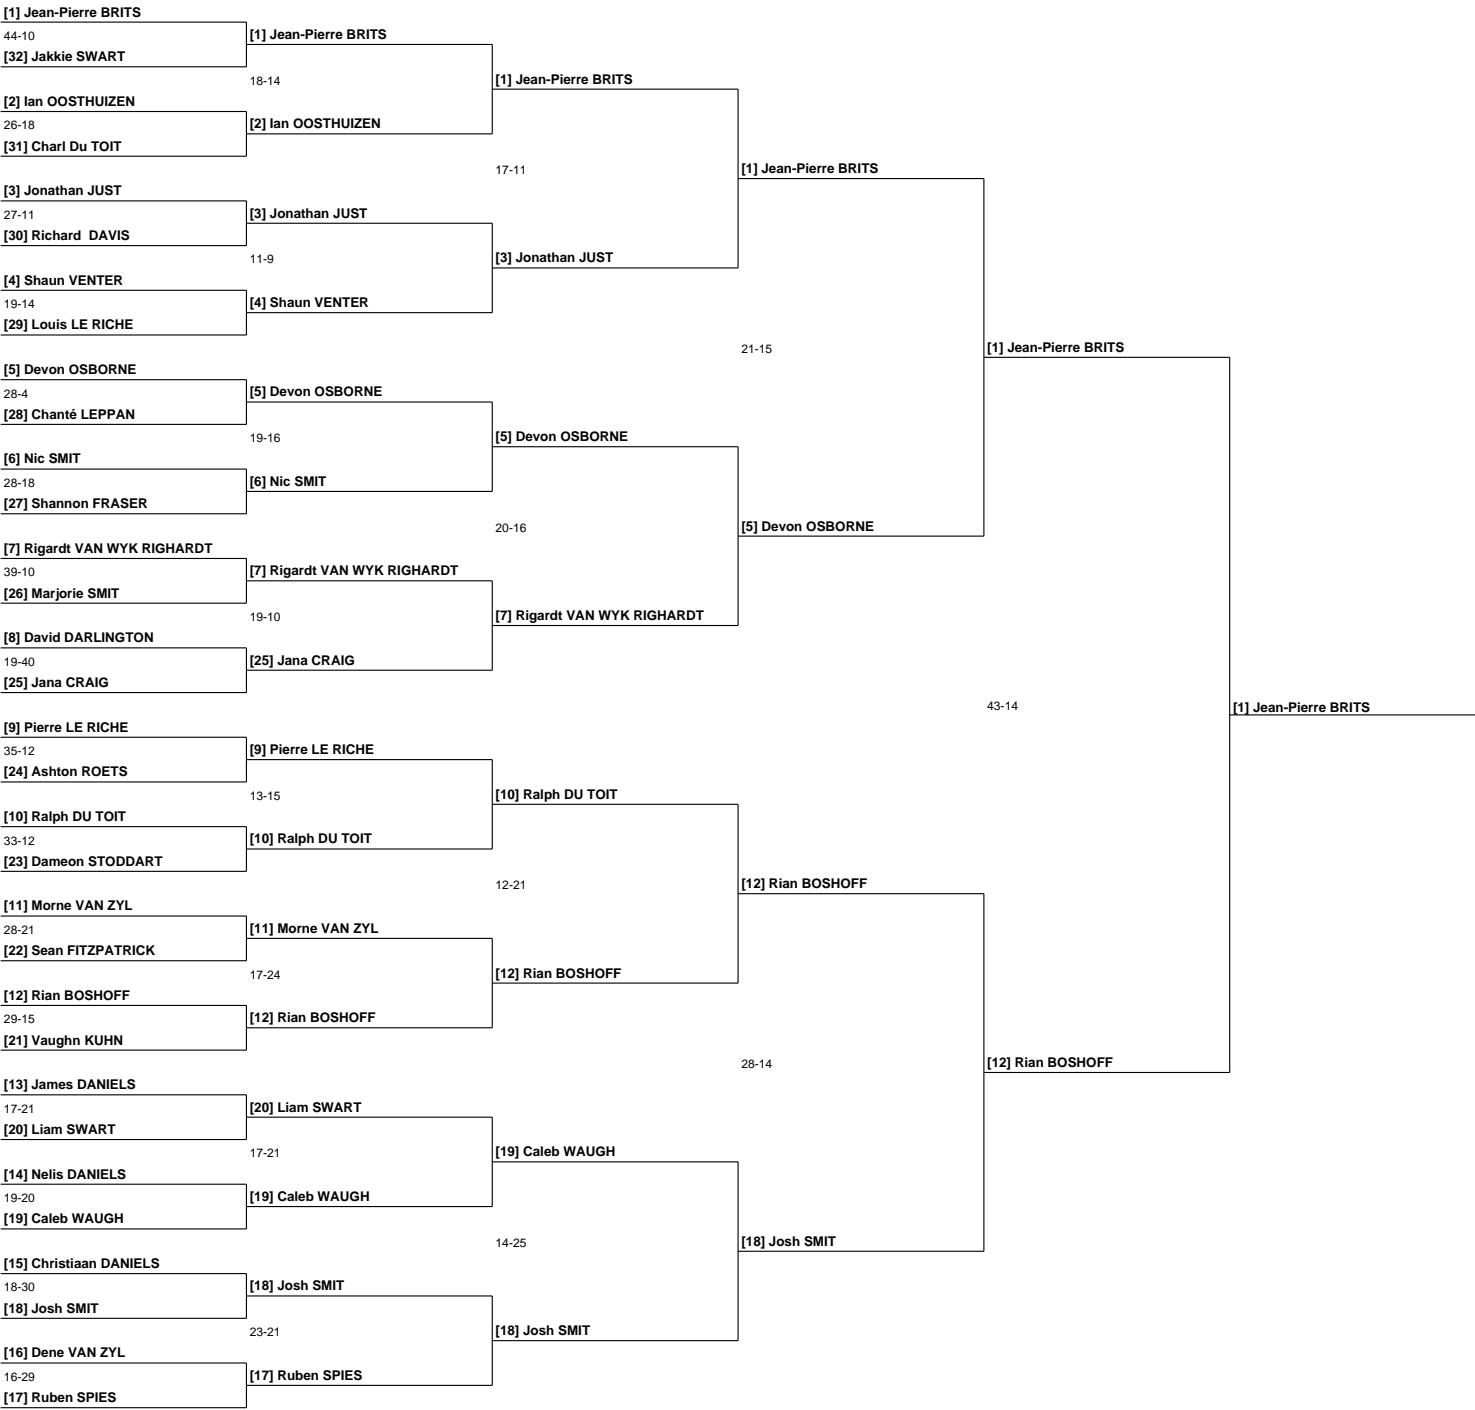 [1] Jean-Pierre BRITS
44-10
[1] Jean-Pierre BRITS
[32] Jakkie SWART
18-14
[1] Jean-Pierre BRITS
[2] Ian OOSTHUIZEN
26-18
[2] Ian OOSTHUIZEN
[31] Charl Du TOIT
17-11
[1] Jean-Pierre BRITS
[3] Jonathan JUST
27-11
[3] Jonathan JUST
[30] Richard  DAVIS
11-9
[3] Jonathan JUST
[4] Shaun VENTER
19-14
[4] Shaun VENTER
[29] Louis LE RICHE
21-15
[1] Jean-Pierre BRITS
[5] Devon OSBORNE
28-4
[5] Devon OSBORNE
[28] Chanté LEPPAN
19-16
[5] Devon OSBORNE
[6] Nic SMIT
28-18
[6] Nic SMIT
[27] Shannon FRASER
20-16
[5] Devon OSBORNE
[7] Rigardt VAN WYK RIGHARDT
39-10
[7] Rigardt VAN WYK RIGHARDT
[26] Marjorie SMIT
19-10
[7] Rigardt VAN WYK RIGHARDT
[8] David DARLINGTON
19-40
[25] Jana CRAIG
[25] Jana CRAIG
43-14
[1] Jean-Pierre BRITS
[9] Pierre LE RICHE
35-12
[9] Pierre LE RICHE
[24] Ashton ROETS
13-15
[10] Ralph DU TOIT
[10] Ralph DU TOIT
33-12
[10] Ralph DU TOIT
[23] Dameon STODDART
12-21
[12] Rian BOSHOFF
[11] Morne VAN ZYL
28-21
[11] Morne VAN ZYL
[22] Sean FITZPATRICK
17-24
[12] Rian BOSHOFF
[12] Rian BOSHOFF
29-15
[12] Rian BOSHOFF
[21] Vaughn KUHN
28-14
[12] Rian BOSHOFF
[13] James DANIELS
17-21
[20] Liam SWART
[20] Liam SWART
17-21
[19] Caleb WAUGH
[14] Nelis DANIELS
19-20
[19] Caleb WAUGH
[19] Caleb WAUGH
14-25
[18] Josh SMIT
[15] Christiaan DANIELS
18-30
[18] Josh SMIT
[18] Josh SMIT
23-21
[18] Josh SMIT
[16] Dene VAN ZYL
16-29
[17] Ruben SPIES
[17] Ruben SPIES